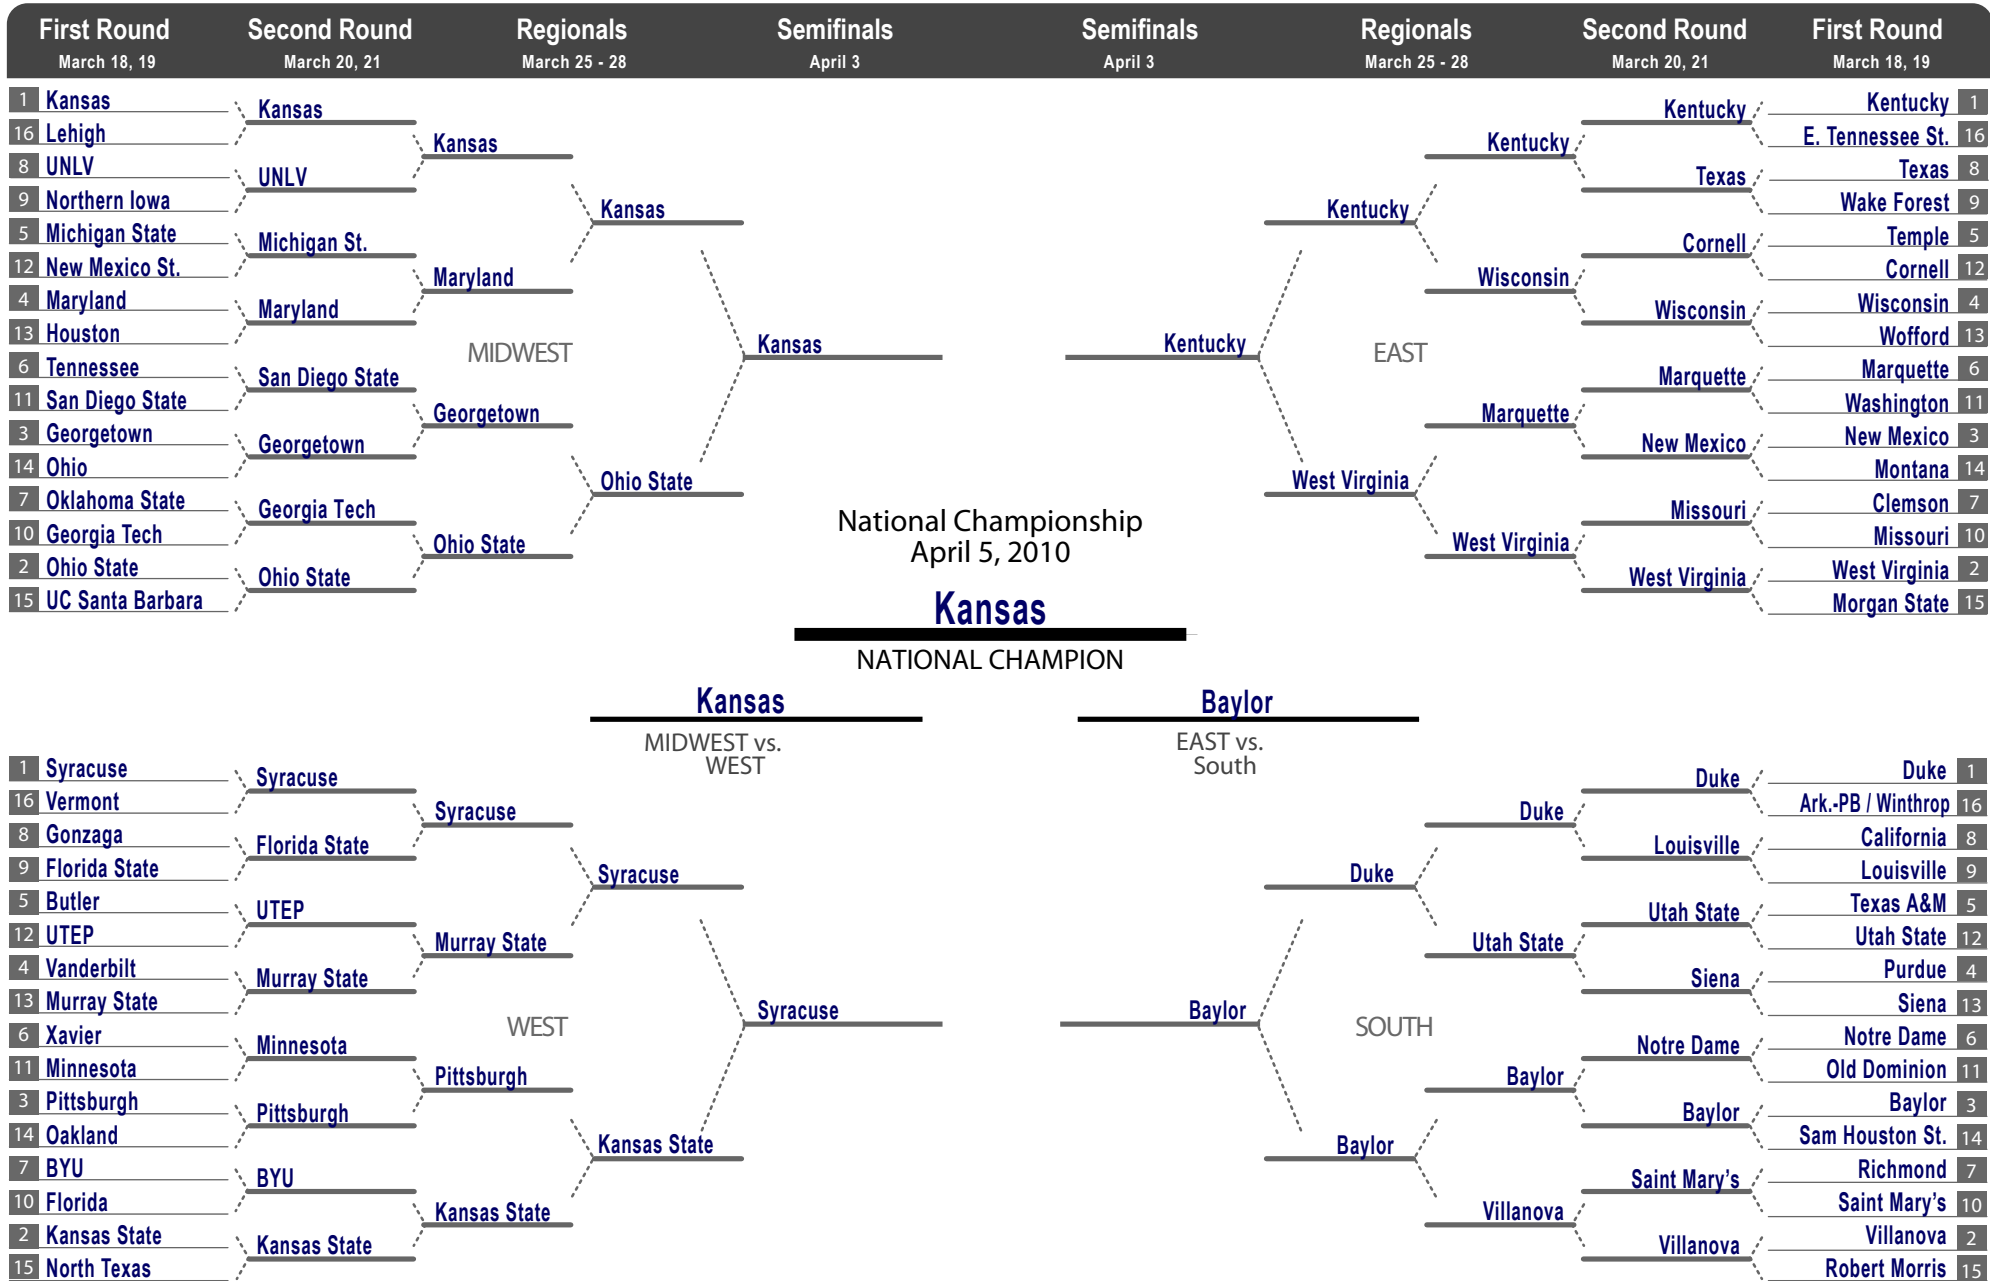 First Round
March 18, 19
Second Round
March 20, 21
Regionals
March 25 - 28
Semifinals
April 3
Semifinals
April 3
Regionals
March 25 - 28
Second Round
March 20, 21
First Round
March 18, 19
1 Kansas
16 Lehigh
8 UNLV
9 Northern Iowa
5 Michigan State
12 New Mexico St.
4 Maryland
13 Houston
6 Tennessee
11 San Diego State
3 Georgetown
14 Ohio
7 Oklahoma State
10 Georgia Tech
2 Ohio State
15 UC Santa Barbara
Kansas
UNLV
Michigan St.
Maryland
San Diego State
Georgetown
Georgia Tech
Ohio State
Kansas
Maryland
Georgetown
Ohio State
MIDWEST
Kansas
Ohio State
Kansas
Kentucky
Kentucky
West Virginia
EAST
Kentucky
Wisconsin
Marquette
West Virginia
Kentucky
Texas
Cornell
Wisconsin
Marquette
New Mexico
Missouri
West Virginia
Kentucky 1
E. Tennessee St. 16
Texas 8
Wake Forest 9
Temple 5
Cornell 12
Wisconsin 4
Wofford 13
Marquette 6
Washington 11
New Mexico 3
Montana 14
Clemson 7
Missouri 10
West Virginia 2
Morgan State 15
National Championship
April 5, 2010
Kansas
NATIONAL CHAMPION
Kansas
MIDWEST vs.
WEST
Baylor
EAST vs.
South
1 Syracuse
16 Vermont
8 Gonzaga
9 Florida State
5 Butler
12 UTEP
4 Vanderbilt
13 Murray State
6 Xavier
11 Minnesota
3 Pittsburgh
14 Oakland
7 BYU
10 Florida
2 Kansas State
15 North Texas
Syracuse
Florida State
UTEP
Murray State
Minnesota
Pittsburgh
BYU
Kansas State
Syracuse
Murray State
Pittsburgh
Kansas State
WEST
Syracuse
Kansas State
Syracuse
Baylor
Duke
Baylor
SOUTH
Duke
Utah State
Baylor
Villanova
Duke
Louisville
Utah State
Siena
Notre Dame
Baylor
Saint Mary's
Villanova
Duke 1
Ark.-PB / Winthrop 16
California 8
Louisville 9
Texas A&M 5
Utah State 12
Purdue 4
Siena 13
Notre Dame 6
Old Dominion 11
Baylor 3
Sam Houston St. 14
Richmond 7
Saint Mary's 10
Villanova 2
Robert Morris 15